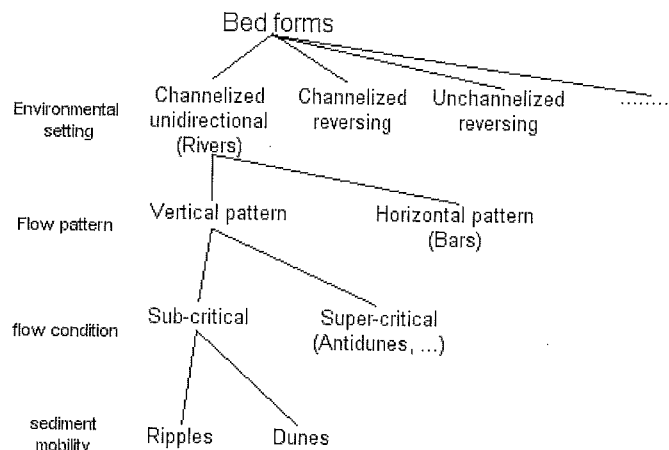 Bed forms
Environmental
setting
Channelized
unidirectional
(Rivers)
Channelized
reversing
Unchannelized
reversing
.........
Flow pattern
Vertical pattern
Horizontal pattern
(Bars)
flow condition
Sub-critical
Super-critical
(Antidunes, ...)
sediment
mobility
Ripples
Dunes